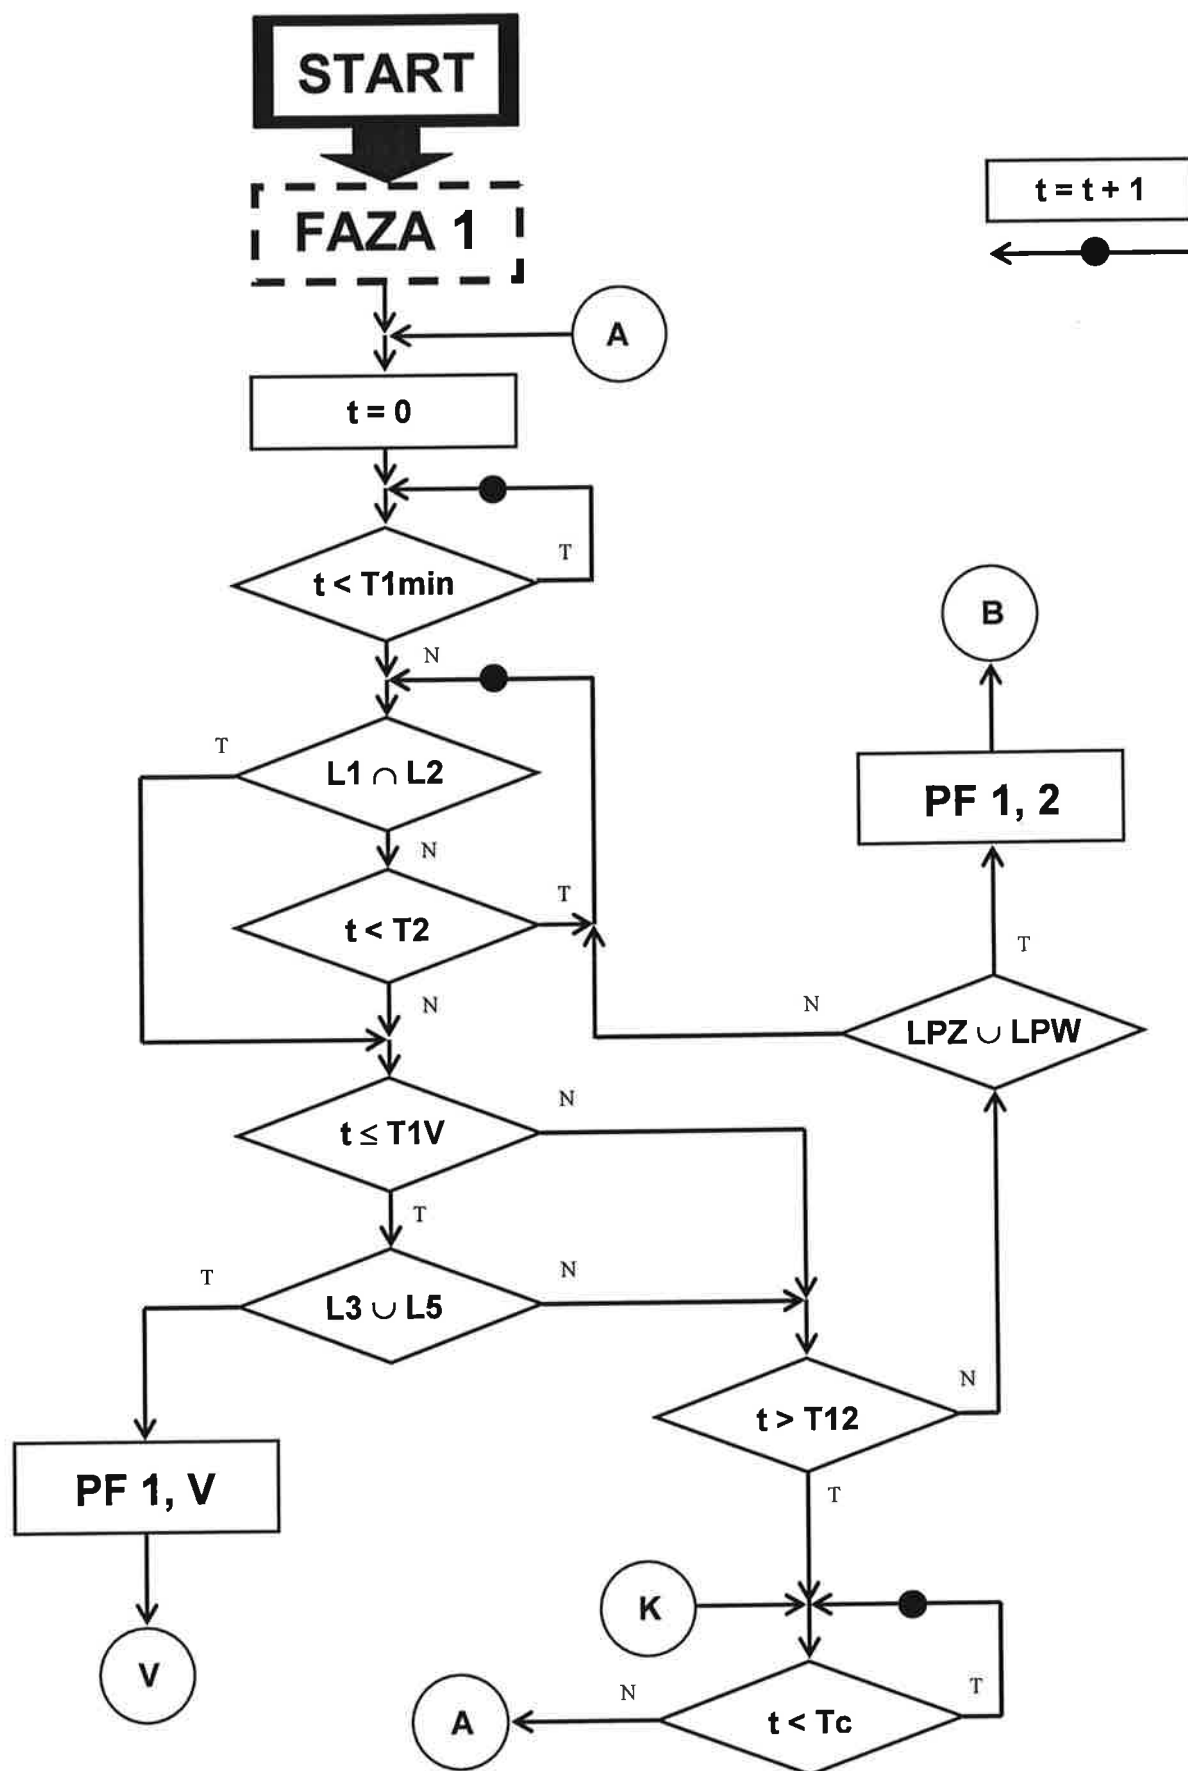 START
FAZA 1
t = t + 1
A
t = 0
T
t < T1min
N
B
T
L1 ∩ L2
PF 1, 2
N
T
t < T2
T
N
N
LPZ ∪ LPW
t ≤ T1V
N
T
T
L3 ∪ L5
N
t > T12
N
PF 1, V
T
K
V
A
N
t < Tc
T